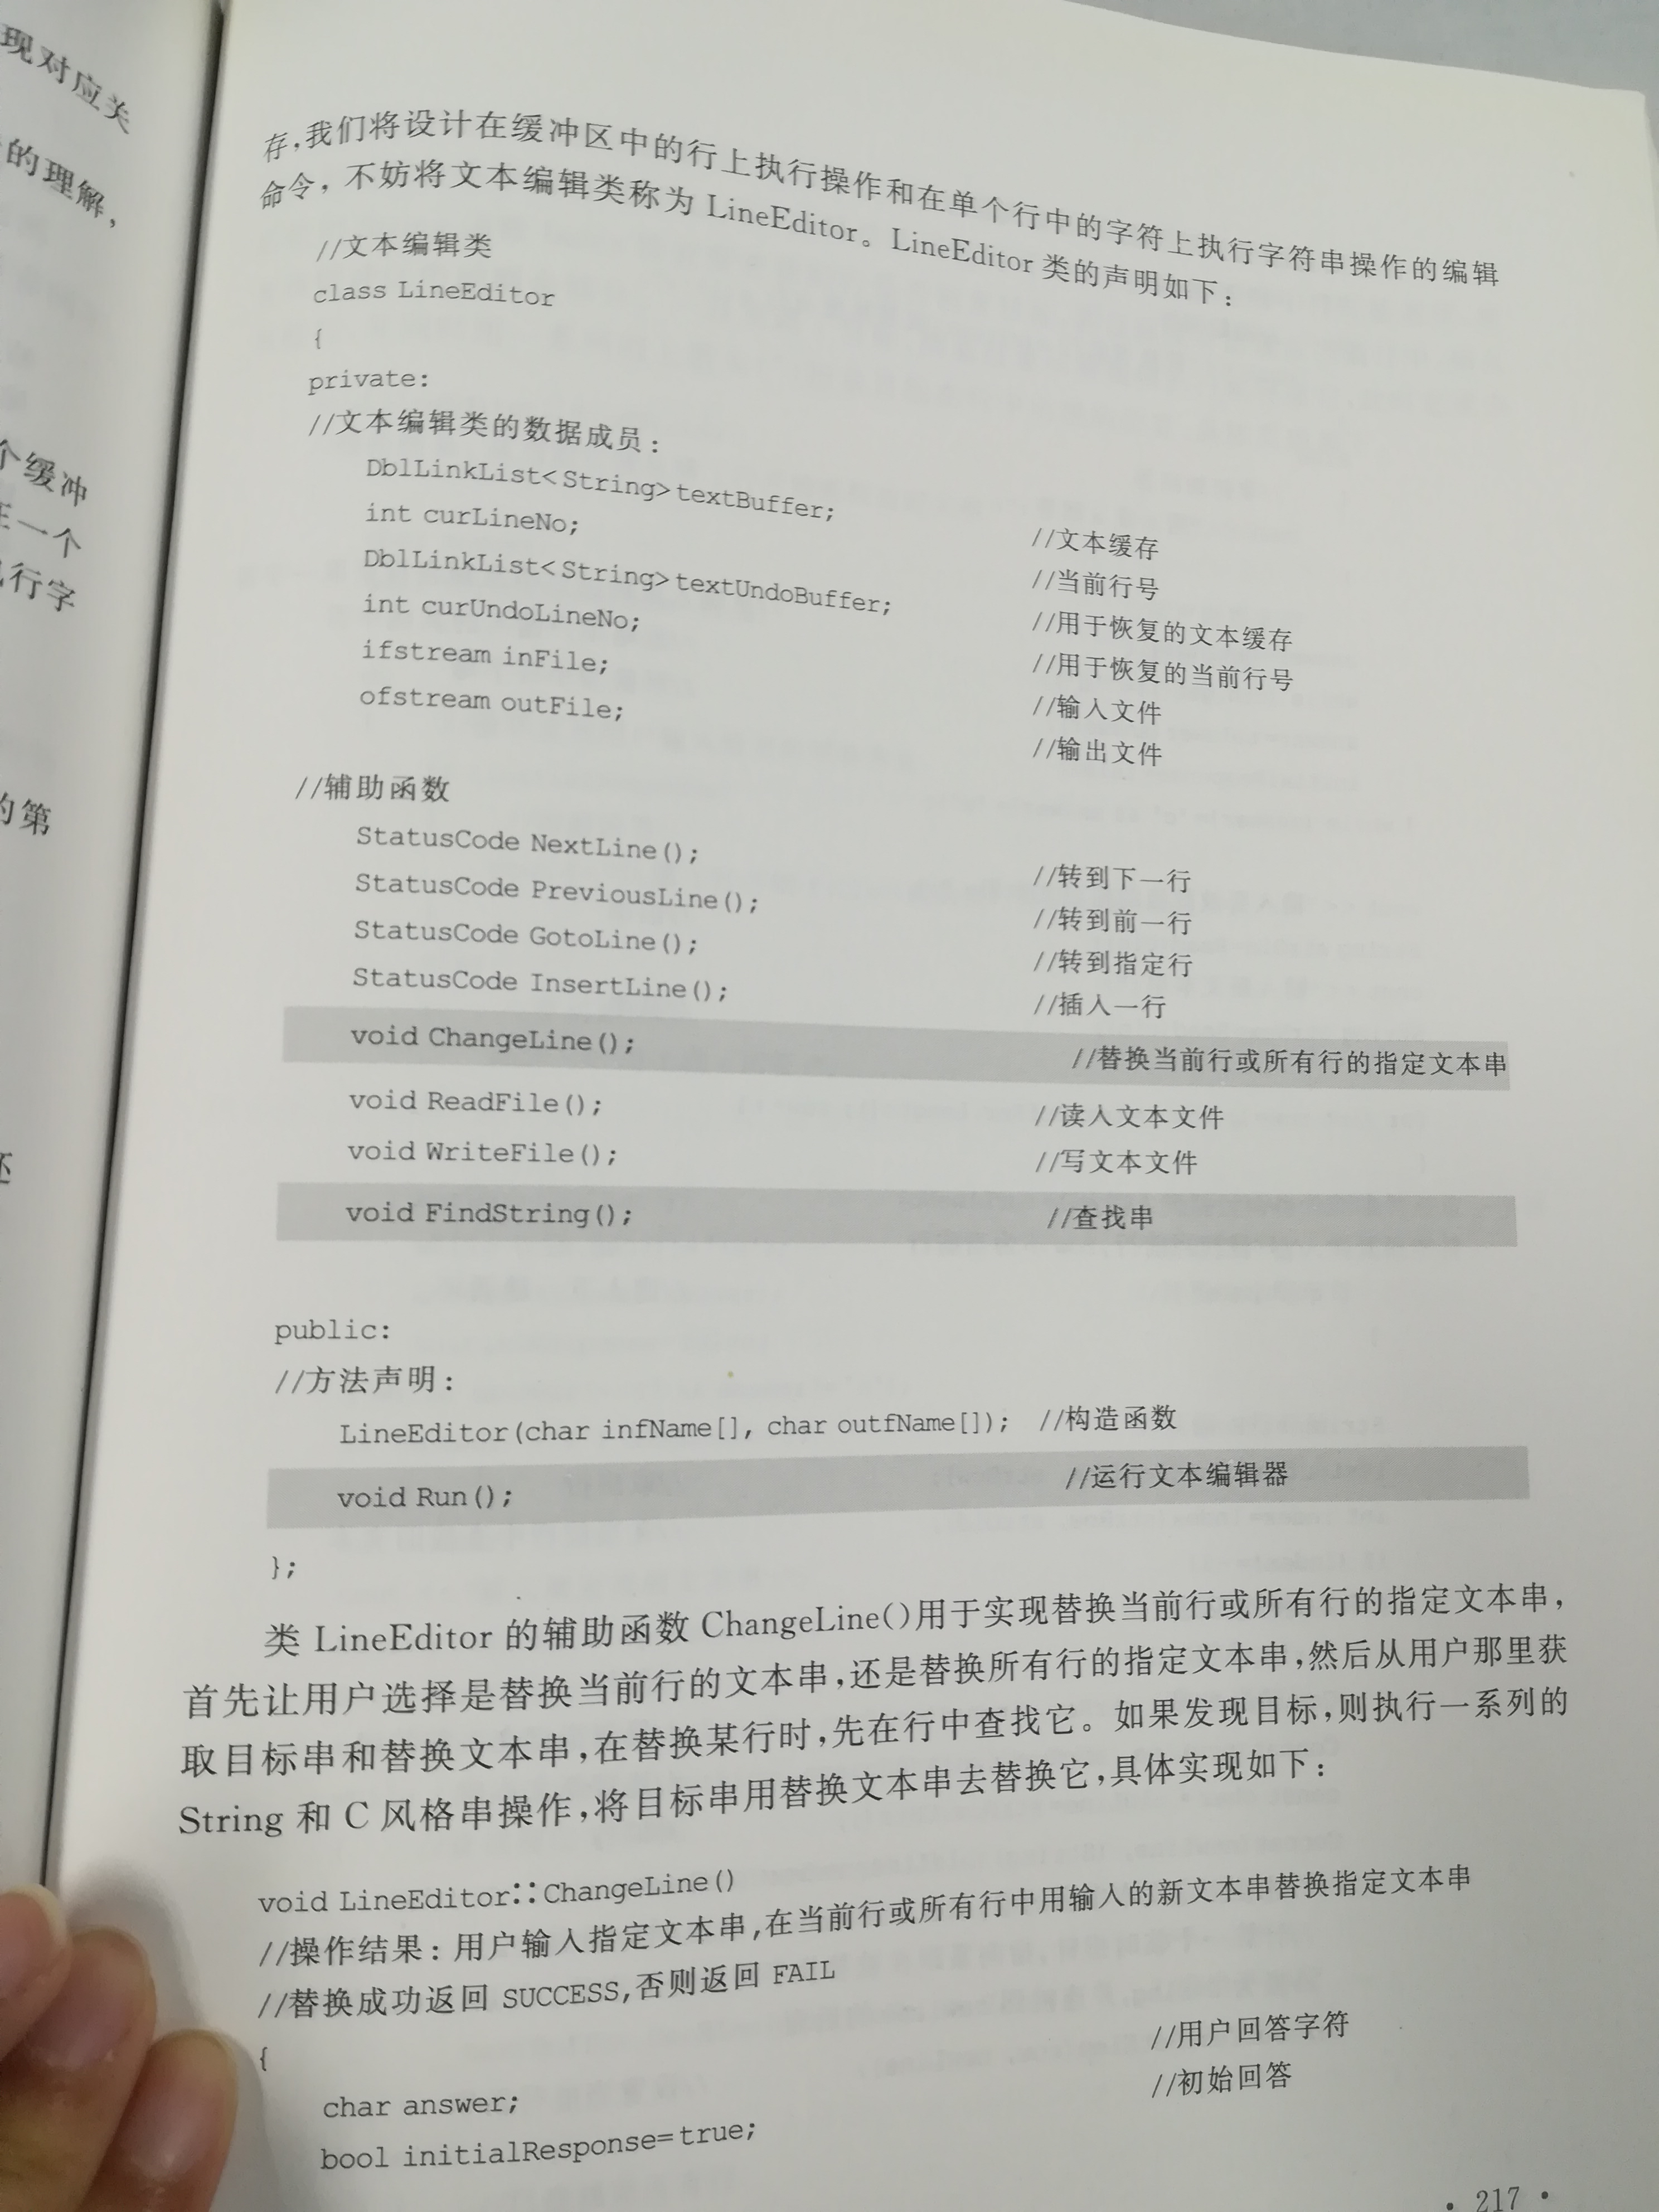 现对应关
的理解，
个缓冲
在一个
行字
的第
存，我们将设计在缓冲区中的行上执行操作和在单个行中的字符上执行字符串操作的编辑
命令，不妨将文本编辑类称为 LineEditor。LineEditor 类的声明如下：
//文本编辑类
class LineEditor
{
private:
//文本编辑类的数据成员：
DblLinkList<String> textBuffer; //文本缓存
int curLineNo; //当前行号
DblLinkList<String> textUndoBuffer; //用于恢复的文本缓存
int curUndoLineNo; //用于恢复的当前行号
ifstream inFile; //输入文件
ofstream outFile; //输出文件
//辅助函数
StatusCode NextLine(); //转到下一行
StatusCode PreviousLine(); //转到前一行
StatusCode GotoLine(); //转到指定行
StatusCode InsertLine(); //插入一行
void ChangeLine(); //替换当前行或所有行的指定文本串
void ReadFile(); //读入文本文件
void WriteFile(); //写文本文件
void FindString(); //查找串
public:
//方法声明：
LineEditor(char infName[], char outfName[]); //构造函数
void Run(); //运行文本编辑器
};
类 LineEditor 的辅助函数 ChangeLine()用于实现替换当前行或所有行的指定文本串，
首先让用户选择是替换当前行的文本串，还是替换所有行的指定文本串，然后从用户那里获
取目标串和替换文本串，在替换某行时，先在行中查找它。如果发现目标，则执行一系列的
String 和 C 风格串操作，将目标串用替换文本串去替换它，具体实现如下：
void LineEditor::ChangeLine()
//操作结果：用户输入指定文本串，在当前行或所有行中用输入的新文本串替换指定文本串
//替换成功返回 SUCCESS，否则返回 FAIL
{
char answer; //用户回答字符
bool initialResponse=true; //初始回答
• 217 •